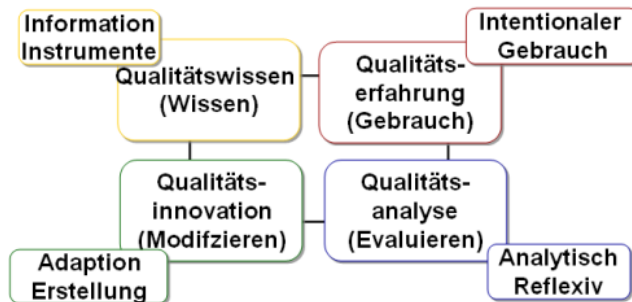 Information
Instrumente
Qualitätswissen
(Wissen)
Intentionaler
Gebrauch
Qualitäts-
erfahrung
(Gebrauch)
Qualitäts-
innovation
(Modifzieren)
Adaption
Erstellung
Qualitäts-
analyse
(Evaluieren)
Analytisch
Reflexiv